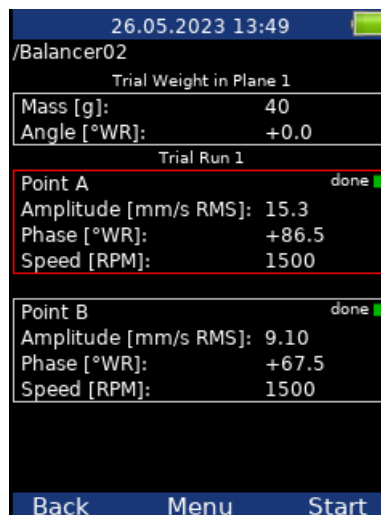 26.05.2023 13:49
/Balancer02
Trial Weight in Plane 1
Mass [g]: 40
Angle [°WR]: +0.0
Trial Run 1
Point A done
Amplitude [mm/s RMS]: 15.3
Phase [°WR]: +86.5
Speed [RPM]: 1500
Point B done
Amplitude [mm/s RMS]: 9.10
Phase [°WR]: +67.5
Speed [RPM]: 1500
Back Menu Start